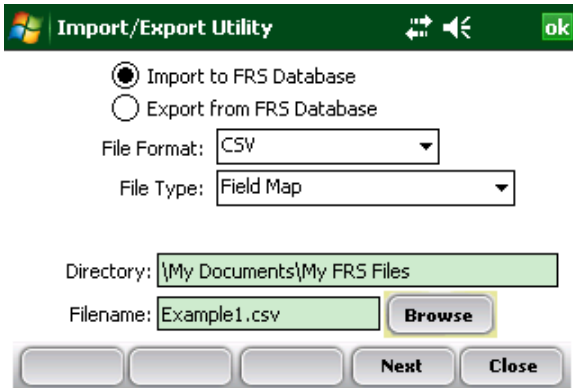 Import/Export Utility ok
Import to FRS Database
Export from FRS Database
File Format: CSV
File Type: Field Map
Directory: \My Documents\My FRS Files
Filename: Example1.csv Browse
Next Close